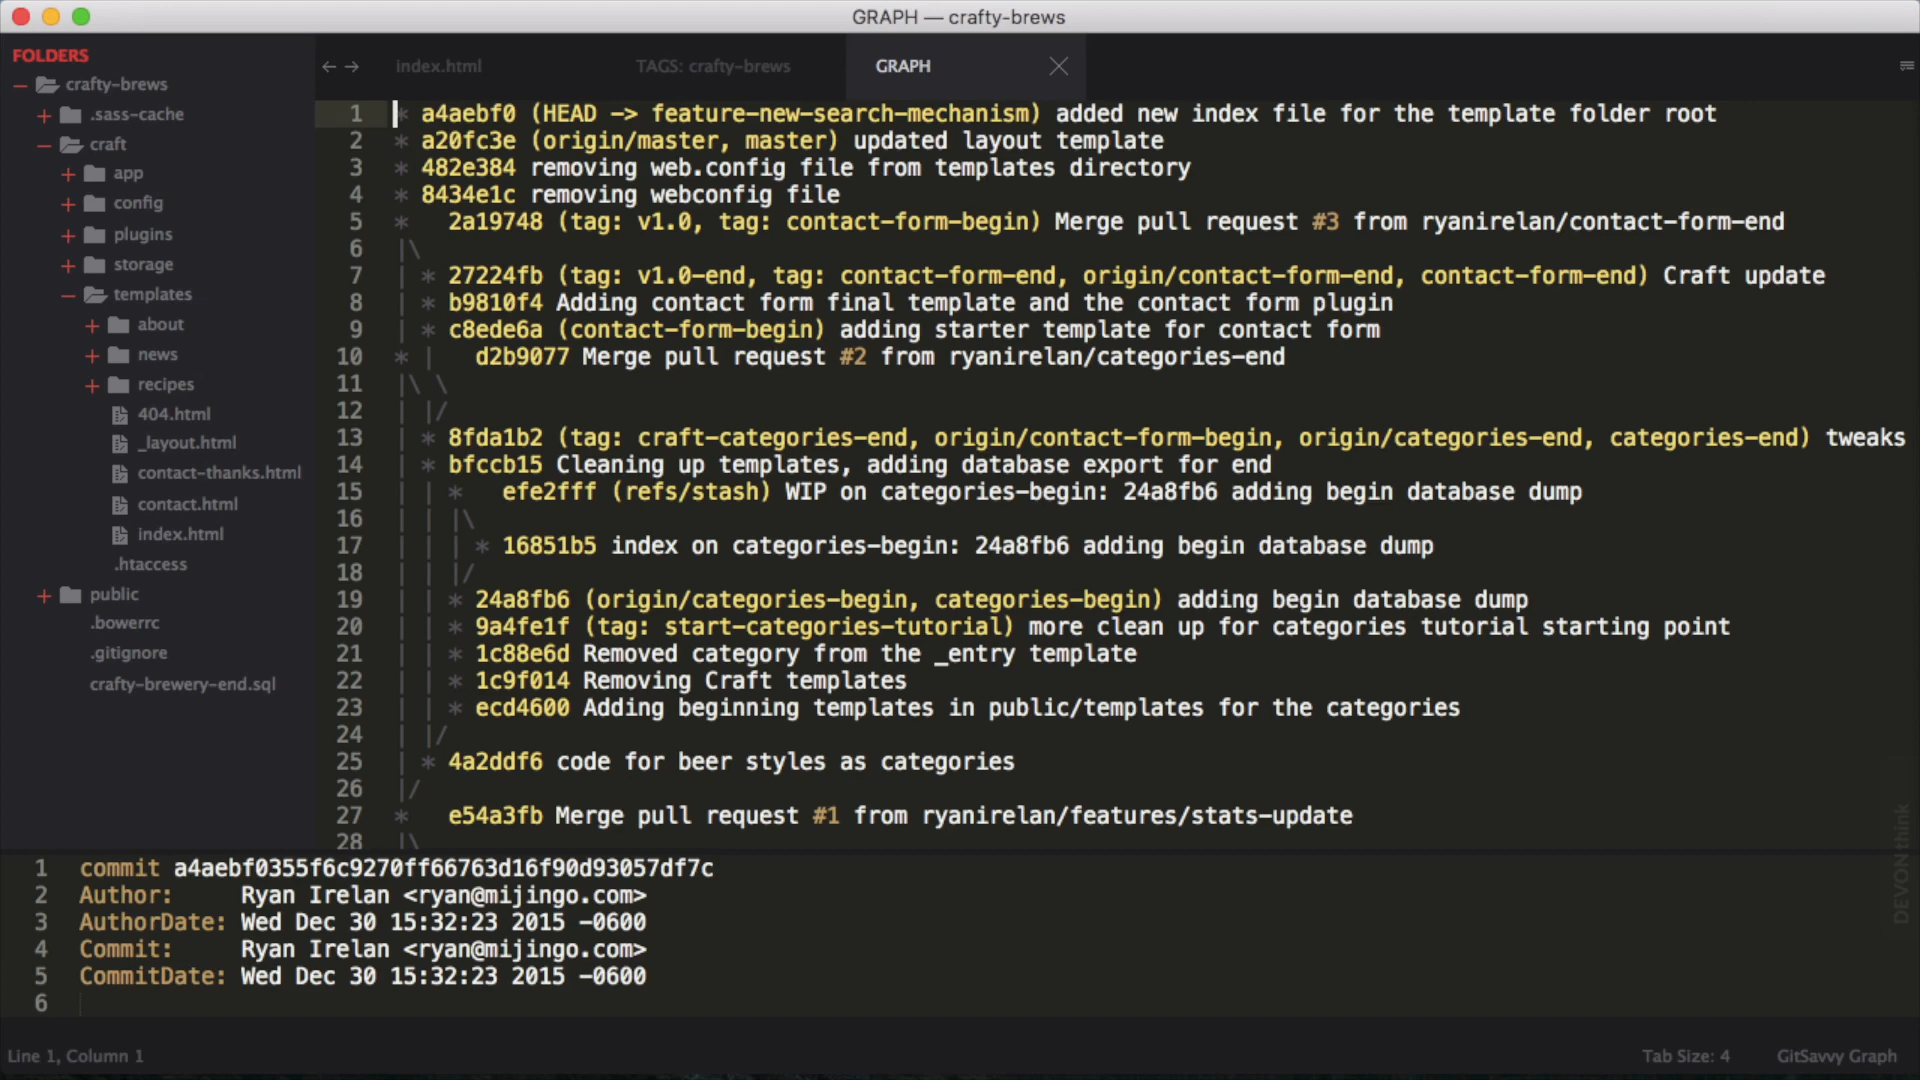 GRAPH — crafty-brews
FOLDERS
crafty-brews
.sass-cache
craft
app
config
plugins
storage
templates
about
news
recipes
404.html
_layout.html
contact-thanks.html
contact.html
index.html
.htaccess
public
.bowerrc
.gitignore
crafty-brewery-end.sql
index.html
TAGS: crafty-brews
GRAPH
1 * a4aebf0 (HEAD -> feature-new-search-mechanism) added new index file for the template folder root
2 * a20fc3e (origin/master, master) updated layout template
3 * 482e384 removing web.config file from templates directory
4 * 8434e1c removing webconfig file
5 *   2a19748 (tag: v1.0, tag: contact-form-begin) Merge pull request #3 from ryanirelan/contact-form-end
6 |\
7 | * 27224fb (tag: v1.0-end, tag: contact-form-end, origin/contact-form-end, contact-form-end) Craft update
8 | * b9810f4 Adding contact form final template and the contact form plugin
9 | * c8ede6a (contact-form-begin) adding starter template for contact form
10 * |   d2b9077 Merge pull request #2 from ryanirelan/categories-end
11 |\ \
12 | |/
13 | * 8fda1b2 (tag: craft-categories-end, origin/contact-form-begin, origin/categories-end, categories-end) tweaks
14 | * bfccb15 Cleaning up templates, adding database export for end
15 | | *   efe2fff (refs/stash) WIP on categories-begin: 24a8fb6 adding begin database dump
16 | | |\
17 | | | * 16851b5 index on categories-begin: 24a8fb6 adding begin database dump
18 | | |/
19 | | * 24a8fb6 (origin/categories-begin, categories-begin) adding begin database dump
20 | | * 9a4fe1f (tag: start-categories-tutorial) more clean up for categories tutorial starting point
21 | | * 1c88e6d Removed category from the _entry template
22 | | * 1c9f014 Removing Craft templates
23 | | * ecd4600 Adding beginning templates in public/templates for the categories
24 | |/
25 | * 4a2ddf6 code for beer styles as categories
26 |/
27 *   e54a3fb Merge pull request #1 from ryanirelan/features/stats-update
28 |\
1 commit a4aebf0355f6c9270ff66763d16f90d93057df7c
2 Author:     Ryan Irelan <ryan@mijingo.com>
3 AuthorDate: Wed Dec 30 15:32:23 2015 -0600
4 Commit:     Ryan Irelan <ryan@mijingo.com>
5 CommitDate: Wed Dec 30 15:32:23 2015 -0600
6
DEVONthink
Line 1, Column 1
Tab Size: 4
GitSavvy Graph